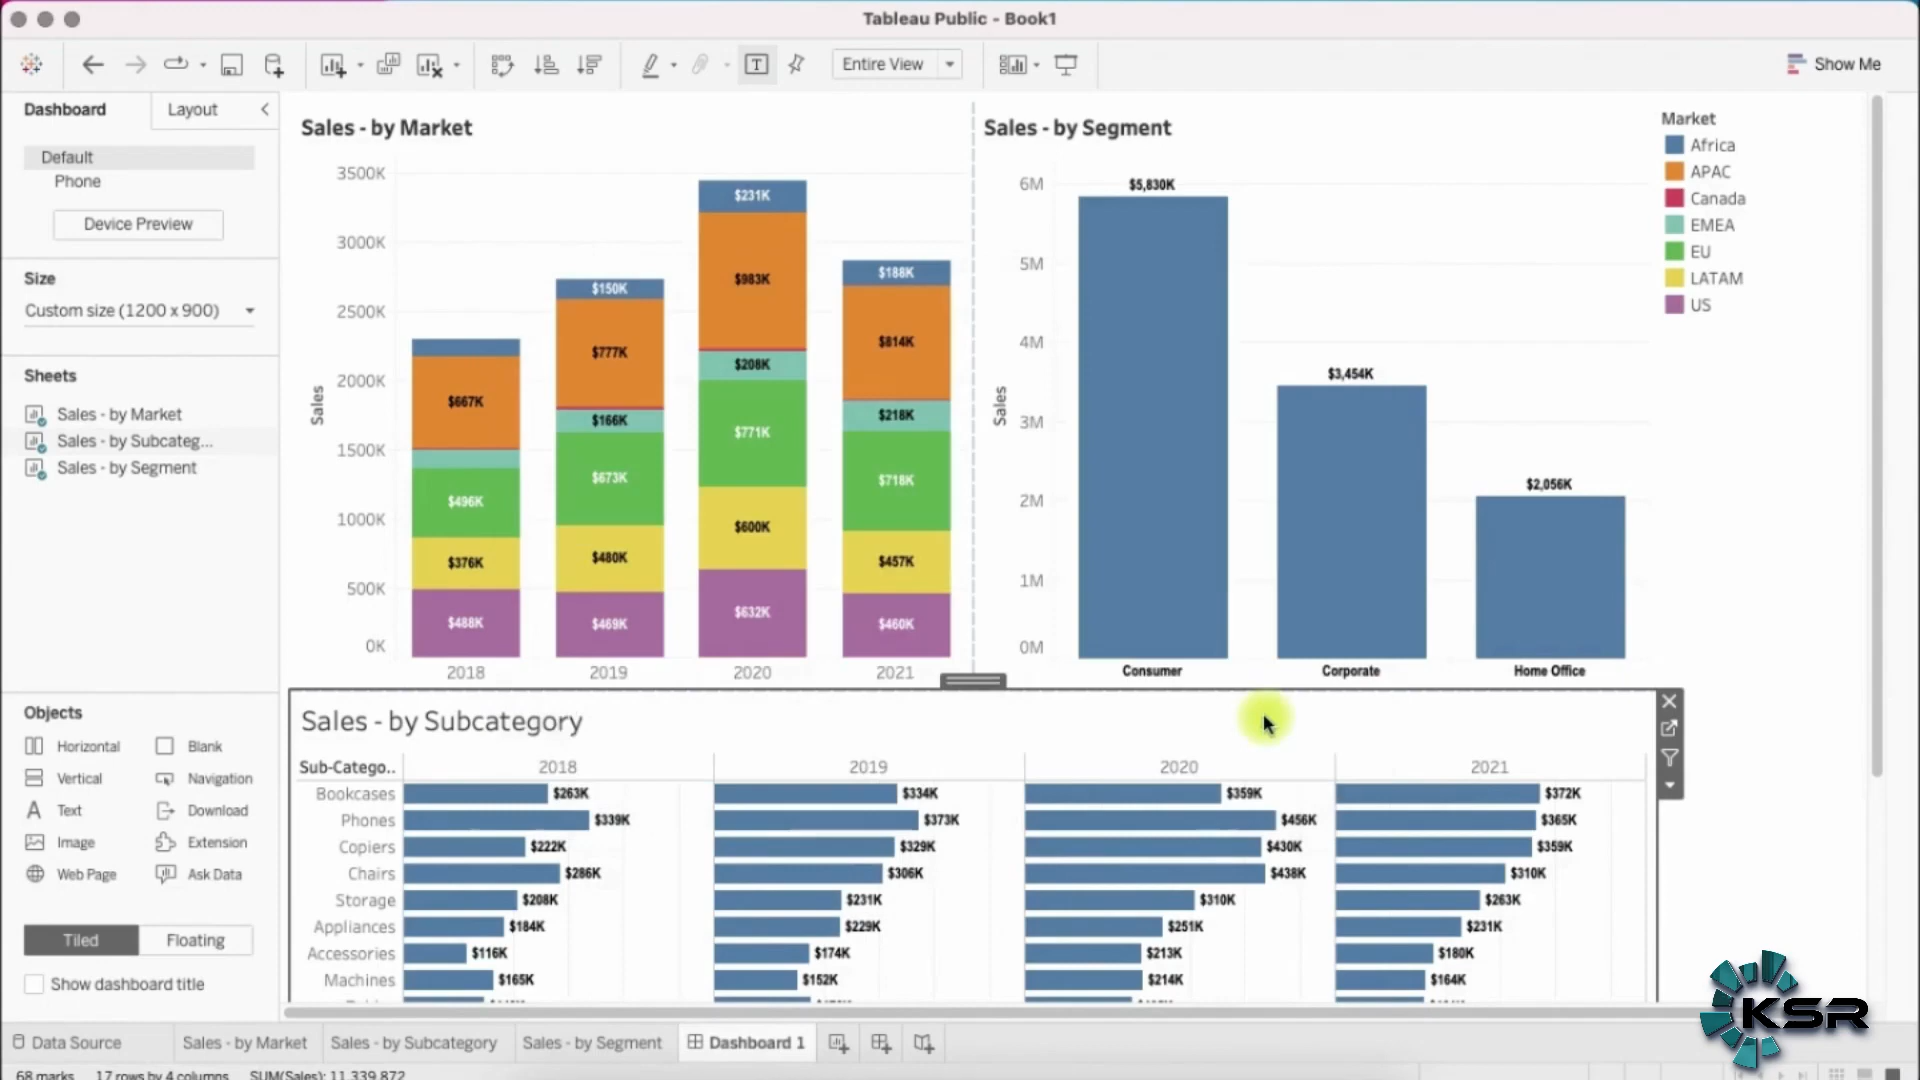 Tableau Public - Book1
Entire View
Show Me
Dashboard
Layout
Default
Phone
Device Preview
Size
Custom size (1200 x 900)
Sheets
Sales - by Market
Sales - by Subcateg...
Sales - by Segment
Objects
Horizontal
Blank
Vertical
Navigation
Text
Download
Image
Extension
Web Page
Ask Data
Tiled
Floating
Show dashboard title
Sales - by Market
3500K
3000K
2500K
2000K
1500K
1000K
500K
0K
Sales
$667K
$496K
$376K
$488K
$150K
$777K
$166K
$673K
$480K
$469K
$231K
$983K
$208K
$771K
$600K
$632K
$188K
$814K
$218K
$718K
$457K
$460K
2018
2019
2020
2021
Sales - by Segment
6M
5M
4M
3M
2M
1M
0M
Sales
$5,830K
$3,454K
$2,056K
Consumer
Corporate
Home Office
Market
Africa
APAC
Canada
EMEA
EU
LATAM
US
Sales - by Subcategory
Sub-Catego.. 2018 2019 2020 2021
Bookcases $263K $334K $359K $372K
Phones $339K $373K $456K $365K
Copiers $222K $329K $430K $359K
Chairs $286K $306K $438K $310K
Storage $208K $231K $310K $263K
Appliances $184K $229K $251K $231K
Accessories $116K $174K $213K $180K
Machines $165K $152K $214K $164K
KSR
Data Source
Sales - by Market
Sales - by Subcategory
Sales - by Segment
Dashboard 1
68 marks 17 rows by 4 columns SUM(Sales): 11,339,872